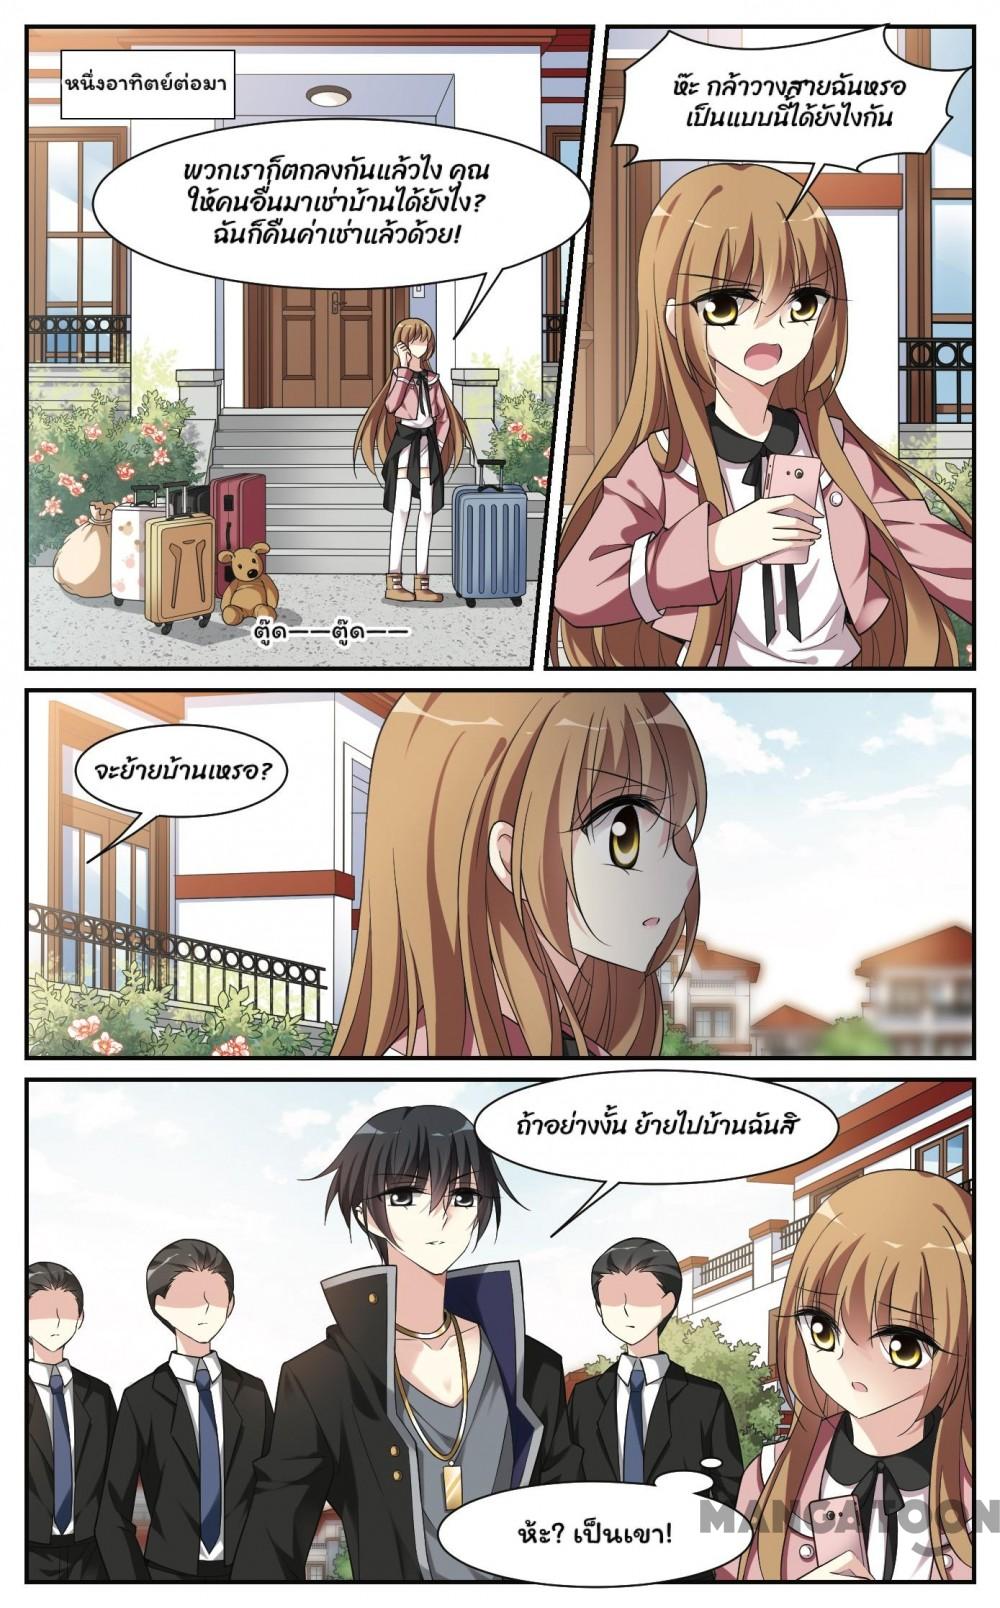 หนึ่งอาทิตย์ต่อมา
พวกเราก็ตกลงกันแล้วไง คุณ
ให้คนอื่นมาเช่าบ้านได้ยังไง?
ฉันก็คืนค่าเช่าแล้วด้วย!
ตู๊ด——ตู๊ด——
ห๊ะ กล้าวางสายฉันหรอ
เป็นแบบนี้ได้ยังไงกัน
จะย้ายบ้านเหรอ?
ถ้าอย่างงั้น ย้ายไปบ้านฉันสิ
ห้ะ? เป็นเขา!
MANGATOON